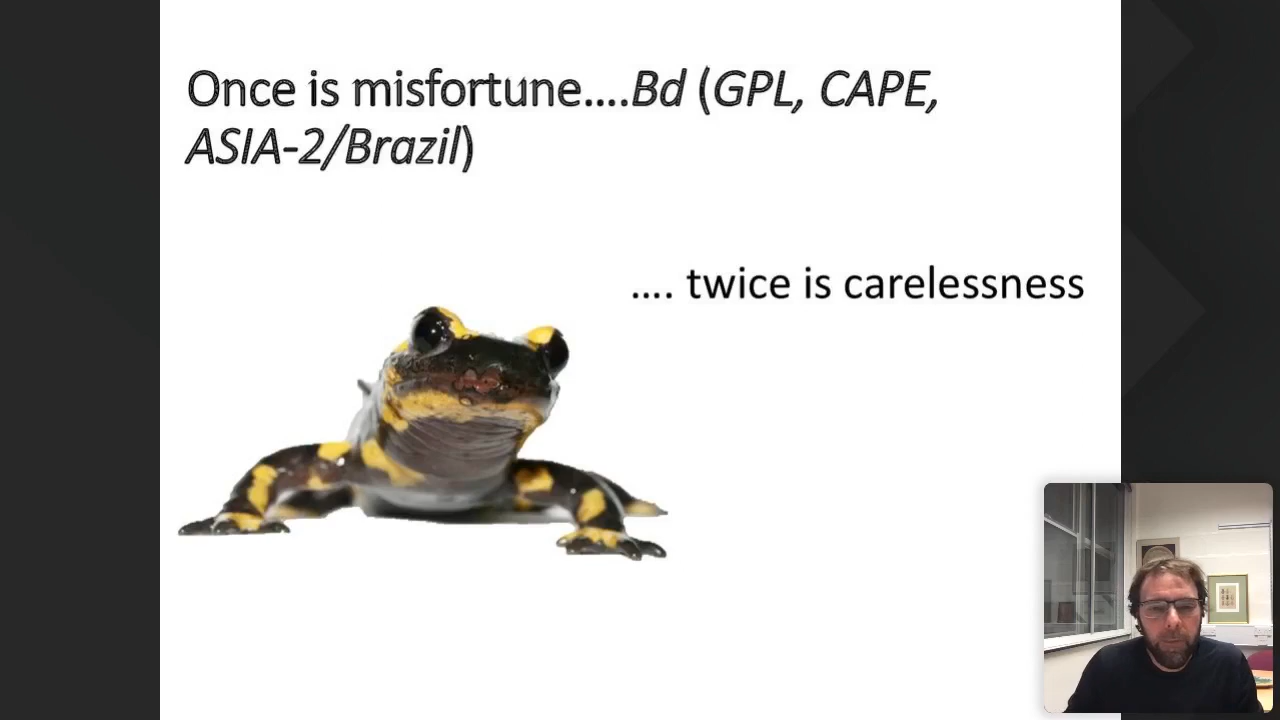 Once is misfortune....Bd (GPL, CAPE,
ASIA-2/Brazil)
.... twice is carelessness